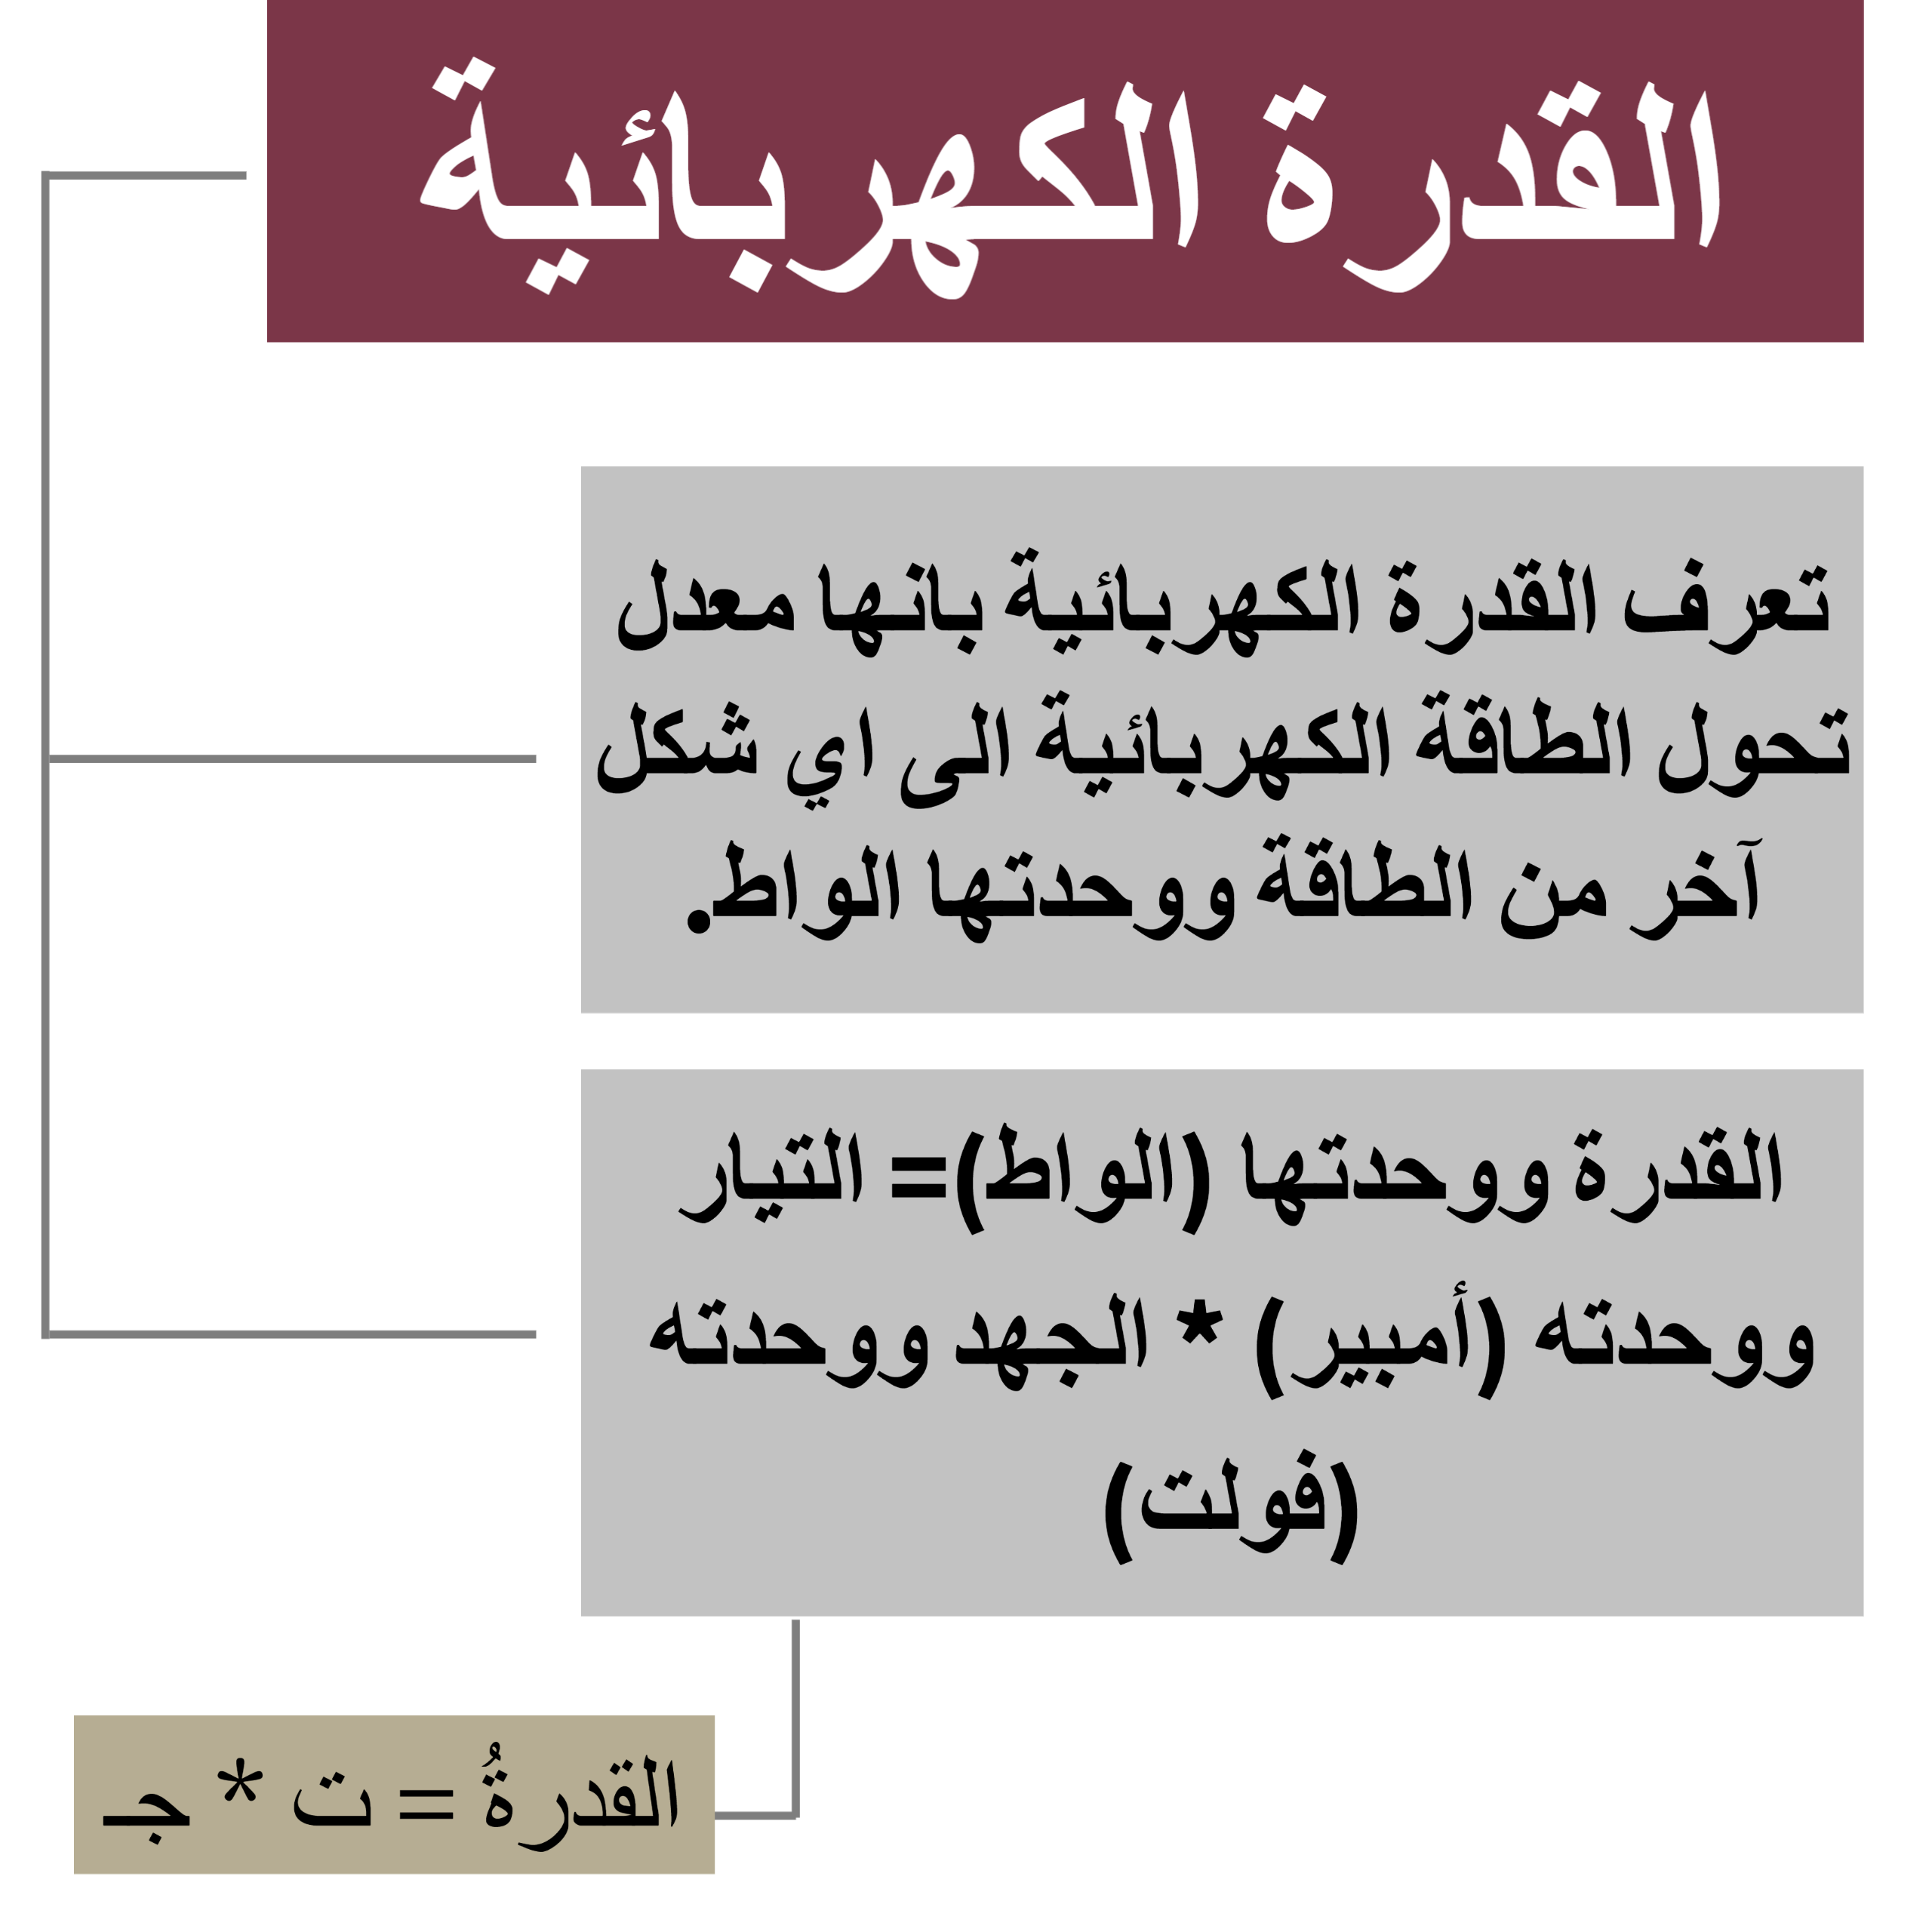 القدرة الكهربائية
تعرف القدرة الكهربائية بانها معدل
تحول الطاقة الكهربائية الى اي شكل
آخر من الطاقة ووحدتها الواط.
القدرة ووحدتها (الواط)= التيار
ووحدته (أمبير) * الجهد ووحدته
(فولت)
القدرةُ = ت * جـ